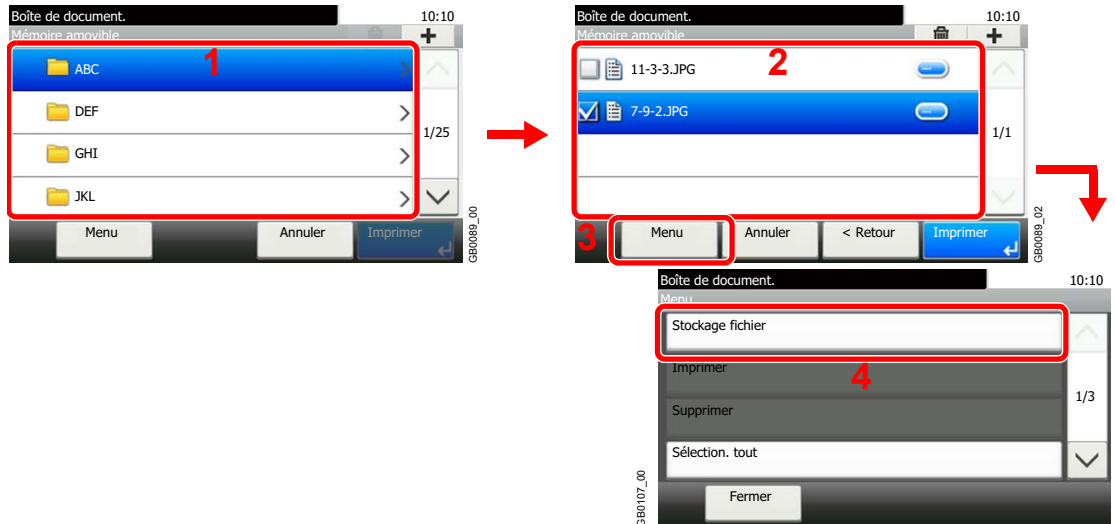 Boîte de document. 10:10
Mémoire amovible
1
ABC
DEF
1/25
GHI
JKL
Menu Annuler Imprimer
GB0089_00
Boîte de document. 10:10
Mémoire amovible
2
11-3-3.JPG
7-9-2.JPG
1/1
3
Menu Annuler < Retour Imprimer
GB0089_02
Boîte de document. 10:10
Menu
Stockage fichier
Imprimer
4
1/3
Supprimer
Sélection. tout
Fermer
GB0107_00